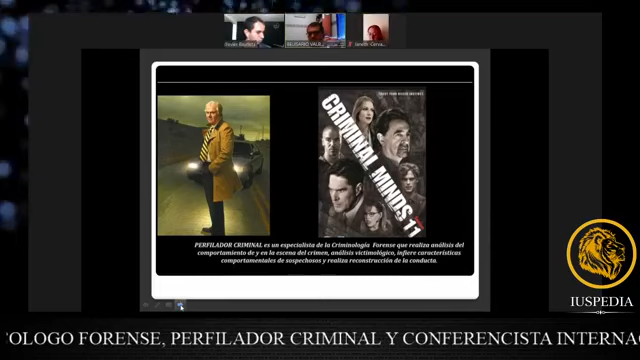 CRIMINAL MINDS 11
PERFILADOR CRIMINAL es un especialista de la Criminología Forense que realiza análisis del
comportamiento de y en la escena del crimen, análisis victimológico, infiere características
comportamentales de sospechosos y realiza reconstrucción de la conducta.
IUSPEDIA
TOLOGO FORENSE, PERFILADOR CRIMINAL Y CONFERENCISTA INTERNA